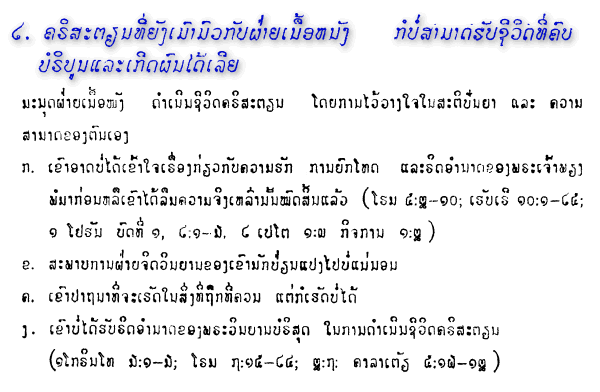 ໒. ຄຣິສະຕຽນທີ່ຍັງເມົາມົວກັບຝ່າຍເນື້ອຫນັງ ກໍບໍ່ສາມາດຮັບຊີວິດທີ່ຄົບ
ບໍຣິບູນແລະເກີດຜົນໄດ້ເລີຍ
ມະນຸດຝ່າຍເນື້ອໜັງ ດຳເນີນຊີວິດຄຣິສະຕຽນ ໂດຍການໄວ້ວາງໃຈໃນສະຕິປັນຍາ ແລະ ຄວາມ
ສາມາດຂອງຕົນເອງ
ກ. ເຂົາອາດບໍ່ໄດ້ເຂົ້າໃຈເຣື່ອງກ່ຽວກັບຄວາມຮັກ ການຍົກໂທດ ແລະຣິດອຳນາດຂອງພຣະເຈົ້າພຽງ
ພໍມາກ່ອນຫລືເຂົາໄດ້ລືມຄວາມຈິງເຫລົ່ານັ້ນໝົດສິ້ນແລ້ວ (ໂຣມ ໕:໘-໑໐; ເຮັບເຣີ ໑໐:໑-໒໕;
໑ ໂຢຮັນ ບົດທີ່ ໑, ໒:໑-໓, ໒ ເປໂຕ ໑:໙ ກິຈການ ໑:໘)
ຂ. ສະພາບການຝ່າຍຈິດວິນຍານຂອງເຂົາມັກປ່ຽນແປງໄປບໍ່ແນ່ນອນ
ຄ. ເຂົາປາຖນາທີ່ຈະເຮັດໃນສິ່ງທີ່ຖືກທີ່ຄວນ ແຕ່ກໍເຮັດບໍ່ໄດ້
ງ. ເຂົາບໍ່ໄດ້ຮັບຣິດອຳນາດຂອງພຣະວິນຍານບໍຣິສຸດ ໃນການດຳເນີນຊີວິດຄຣິສະຕຽນ
(໑ໂກຣິນໂທ ໓:໑-໓; ໂຣມ ໗:໑໕-໒໔; ໘:໗; ຄາລາເຕັຽ ໕:໑໖-໑໘)